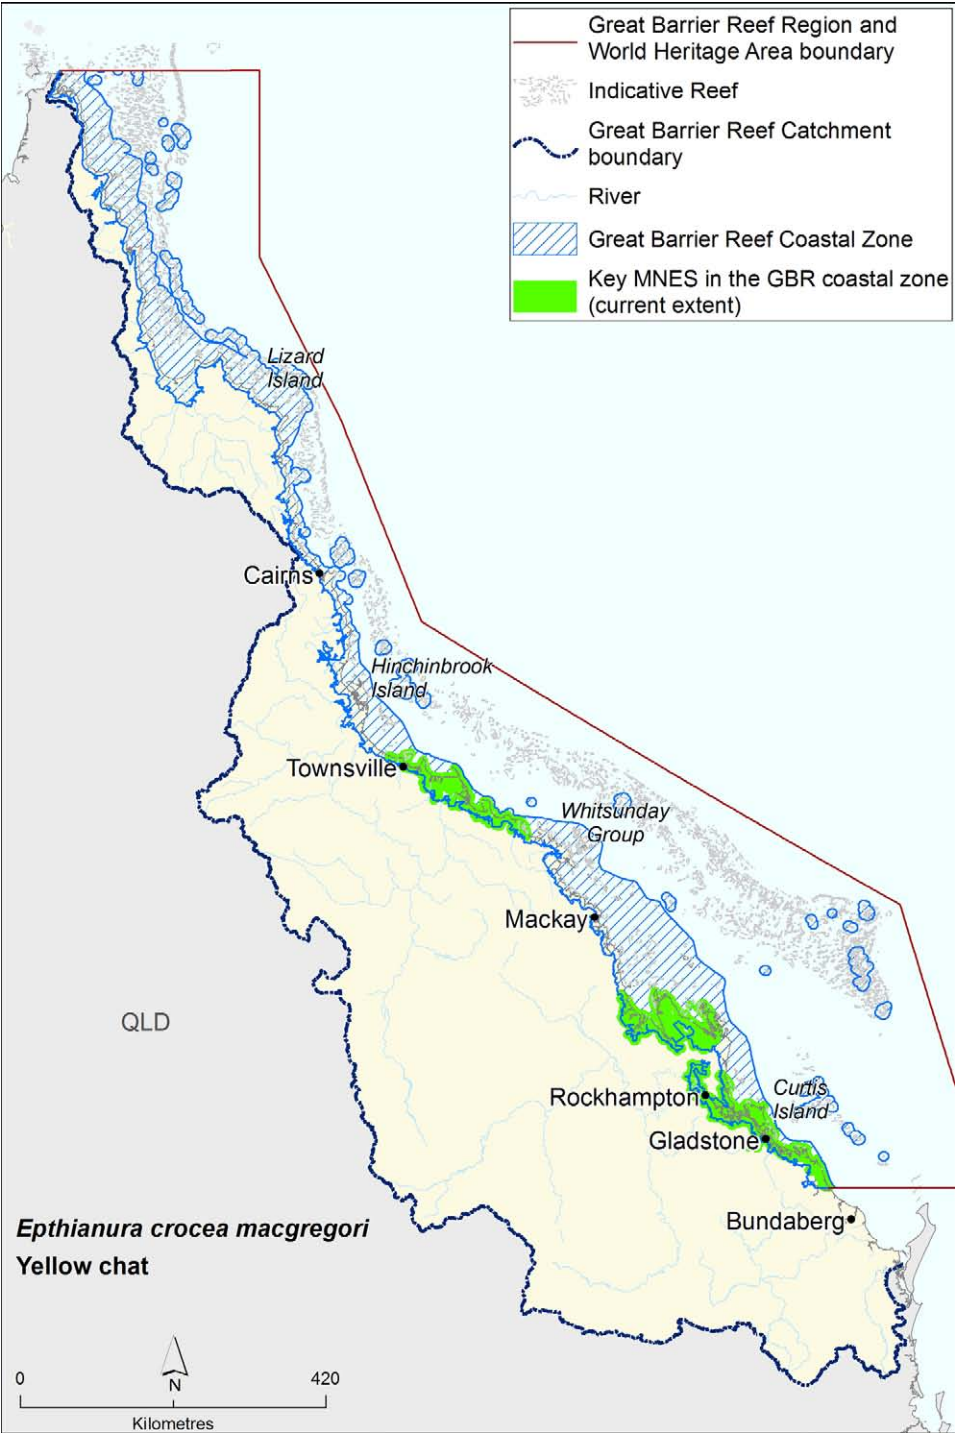 Great Barrier Reef Region and
World Heritage Area boundary
Indicative Reef
Great Barrier Reef Catchment
boundary
River
Great Barrier Reef Coastal Zone
Key MNES in the GBR coastal zone
(current extent)
Lizard
Island
Cairns
Hinchinbrook
Island
Townsville
Whitsunday
Group
Mackay
QLD
Curtis
Island
Rockhampton
Gladstone
Bundaberg
Epthianura crocea macgregori
Yellow chat
N
0 420
Kilometres